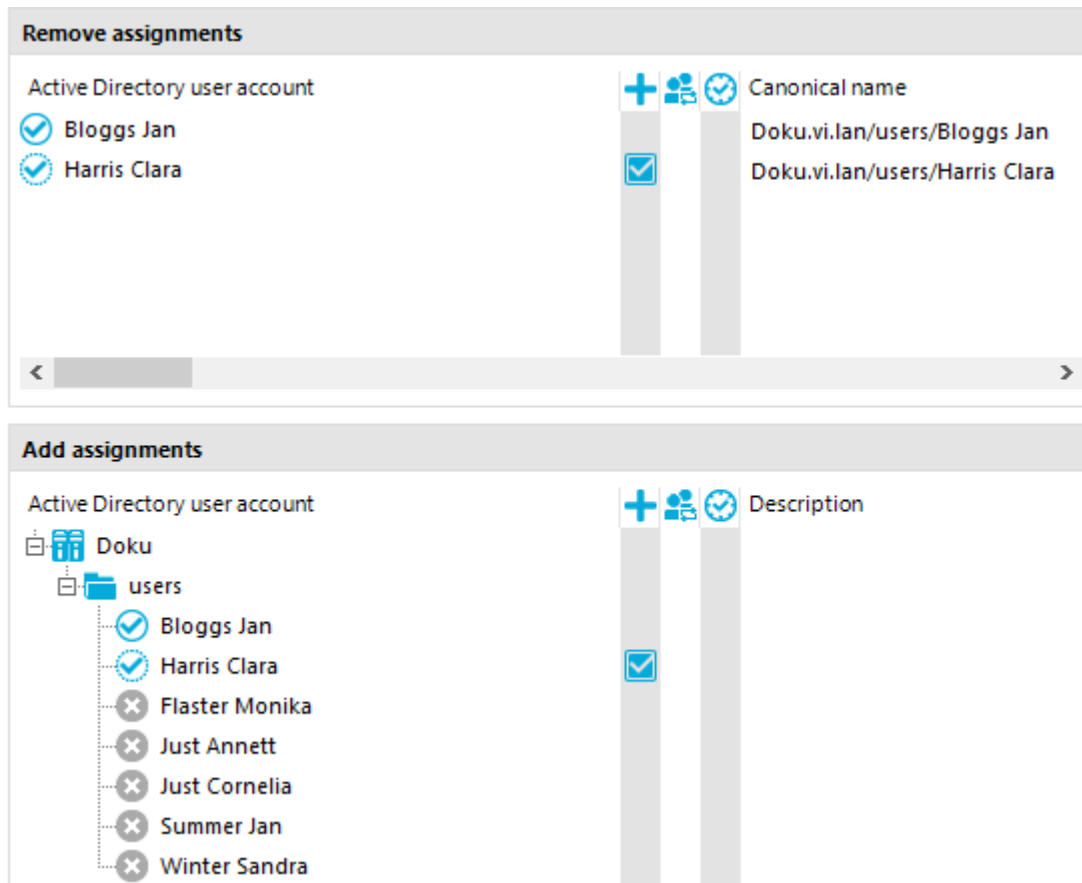 Remove assignments
Active Directory user account Canonical name
Bloggs Jan Doku.vi.lan/users/Bloggs Jan
Harris Clara Doku.vi.lan/users/Harris Clara
Add assignments
Active Directory user account Description
Doku
users
Bloggs Jan
Harris Clara
Flaster Monika
Just Annett
Just Cornelia
Summer Jan
Winter Sandra